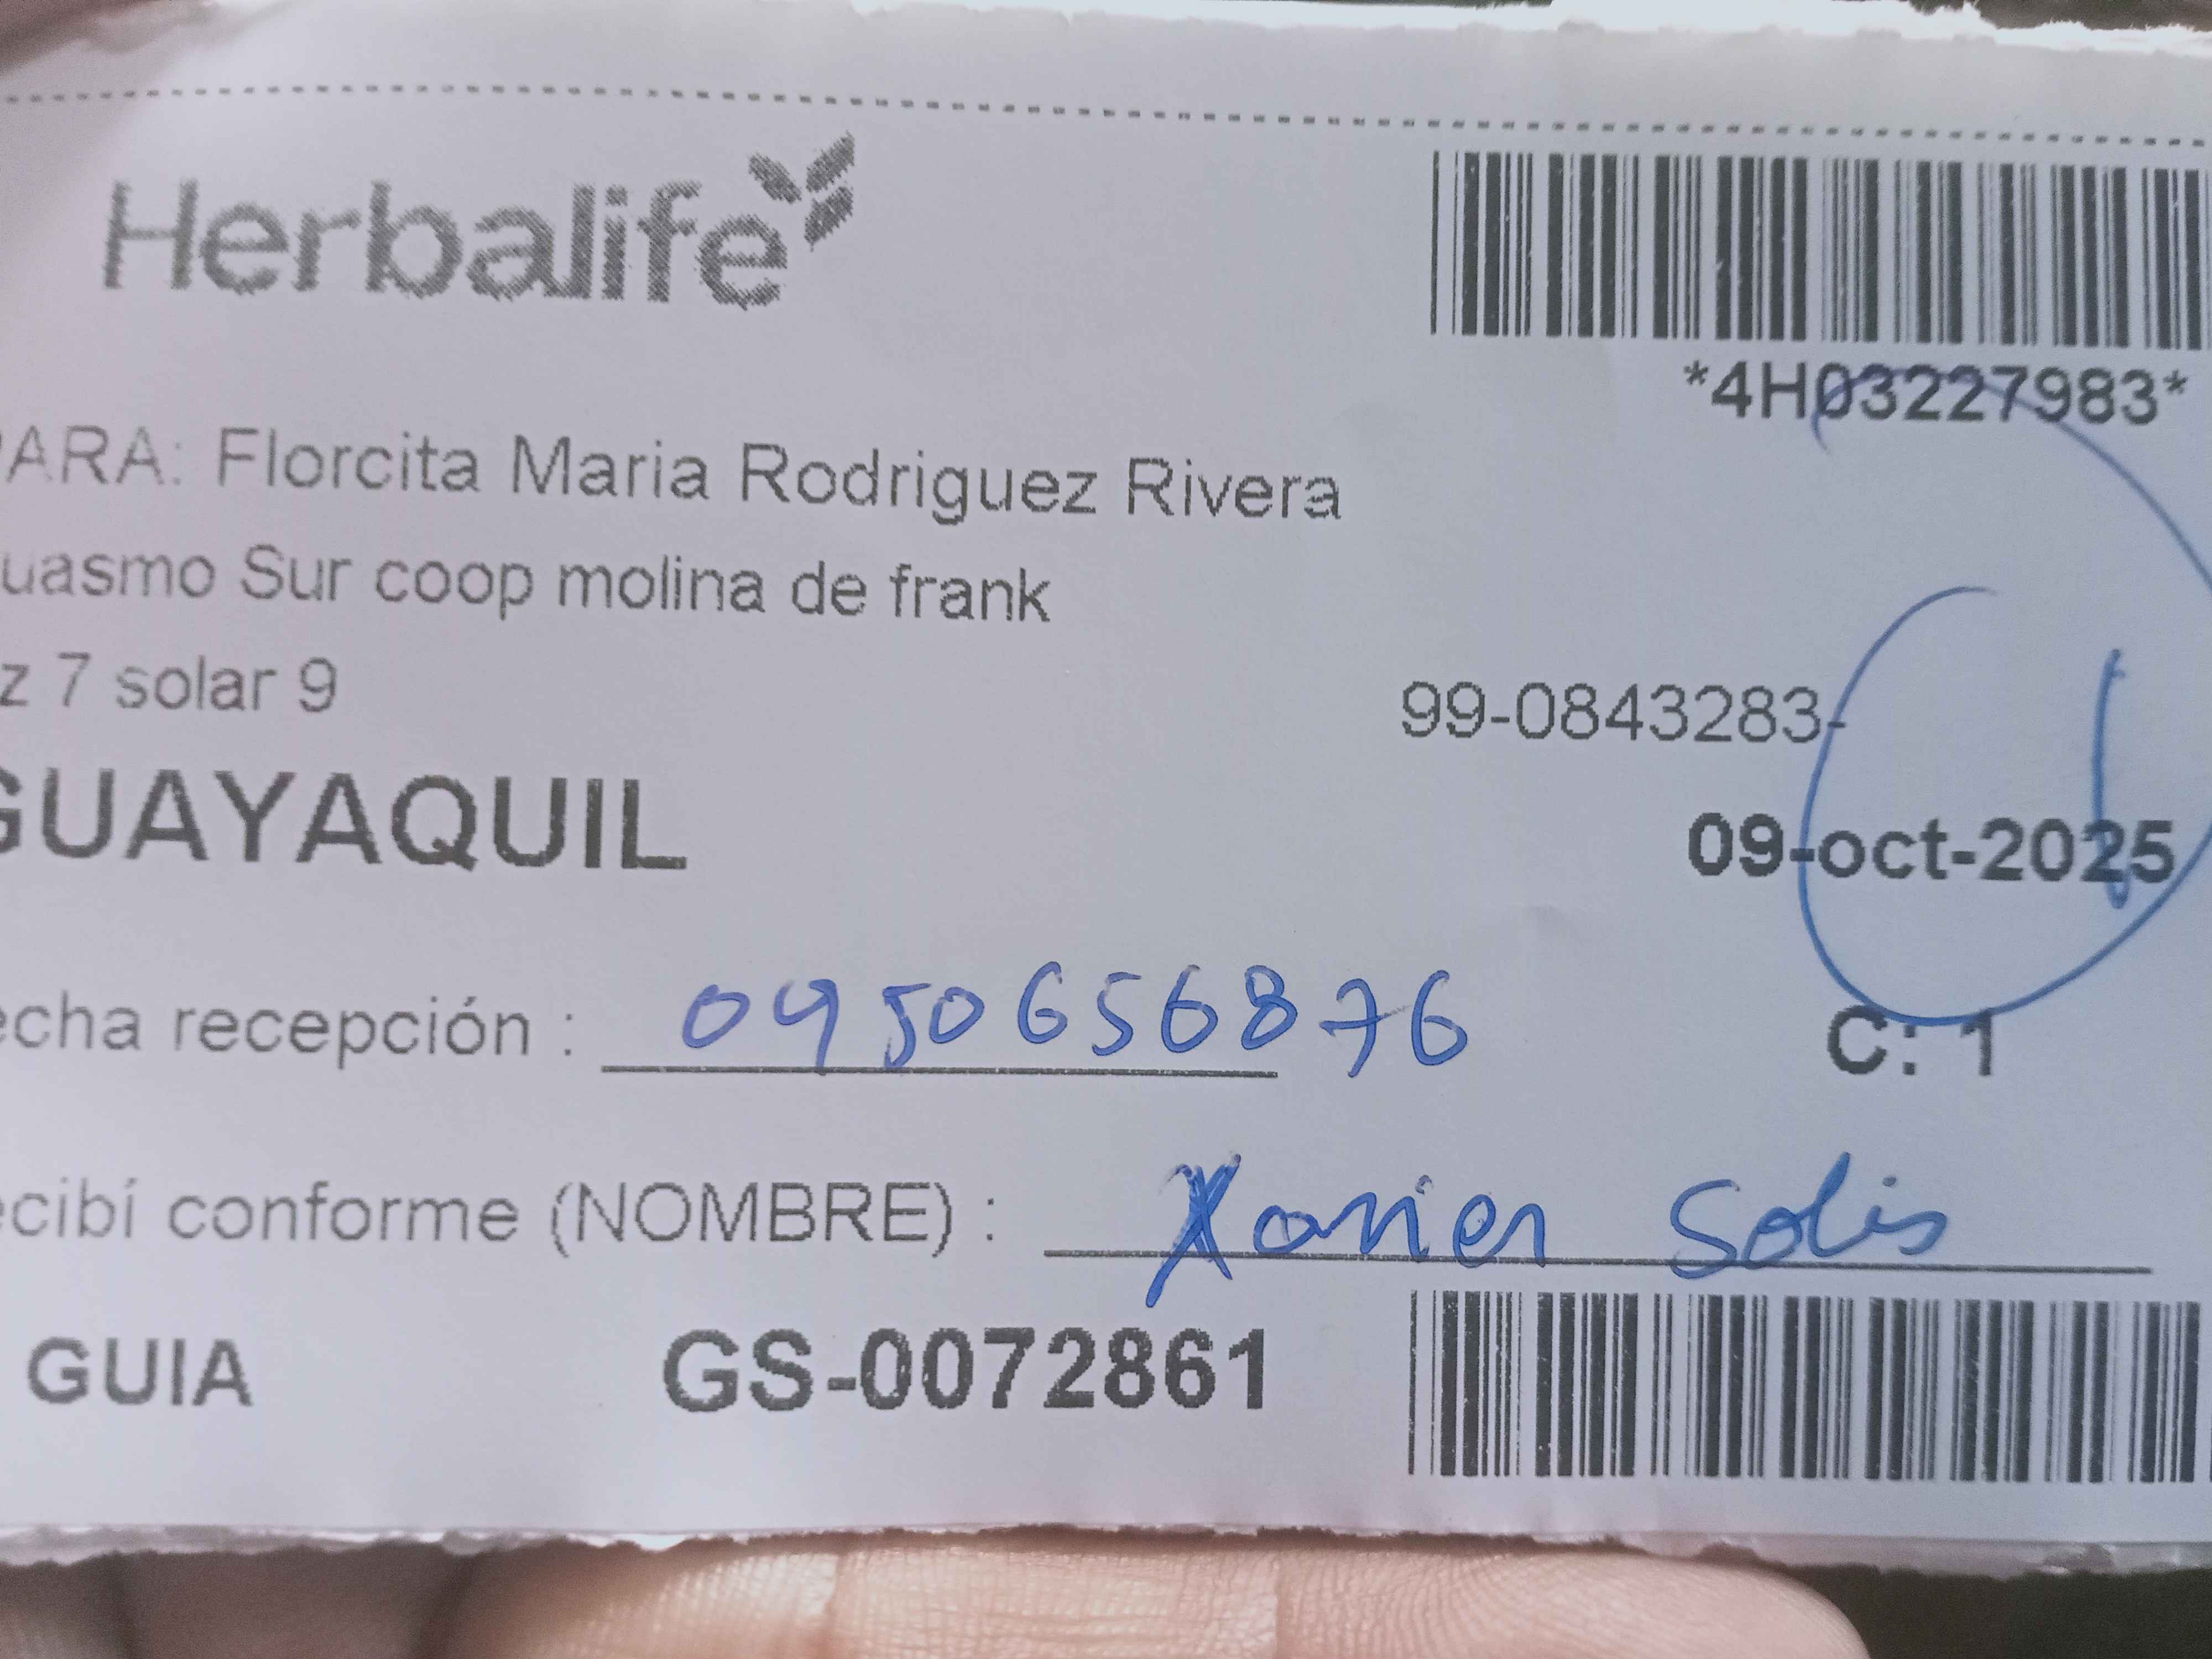 Herbalife
*4H03227983*
PARA: Florcita Maria Rodriguez Rivera
uasmo Sur coop molina de frank
z 7 solar 9
99-0843283-
GUAYAQUIL
09-oct-2025
echa recepción : 0950656876
C: 1
ecibí conforme (NOMBRE) : Xavier Solis
GUIA GS-0072861